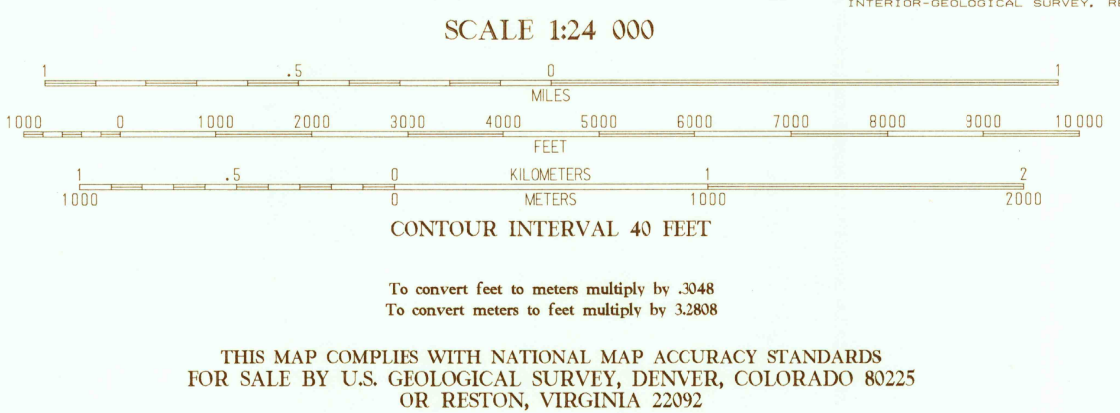 INTERIOR-GEOLOGICAL SURVEY, RE
SCALE 1:24 000
1 .5 0 1
MILES
1000 0 1000 2000 3000 4000 5000 6000 7000 8000 9000 10 000
FEET
1 .5 0 KILOMETERS 1 2
1000 0 METERS 1000 2000
CONTOUR INTERVAL 40 FEET
To convert feet to meters multiply by .3048
To convert meters to feet multiply by 3.2808
THIS MAP COMPLIES WITH NATIONAL MAP ACCURACY STANDARDS
FOR SALE BY U.S. GEOLOGICAL SURVEY, DENVER, COLORADO 80225
OR RESTON, VIRGINIA 22092